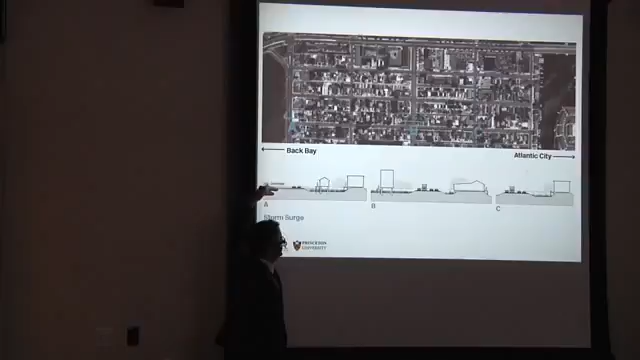 Back Bay
Atlantic City
A
B
C
Storm Surge
PRINCETON
UNIVERSITY